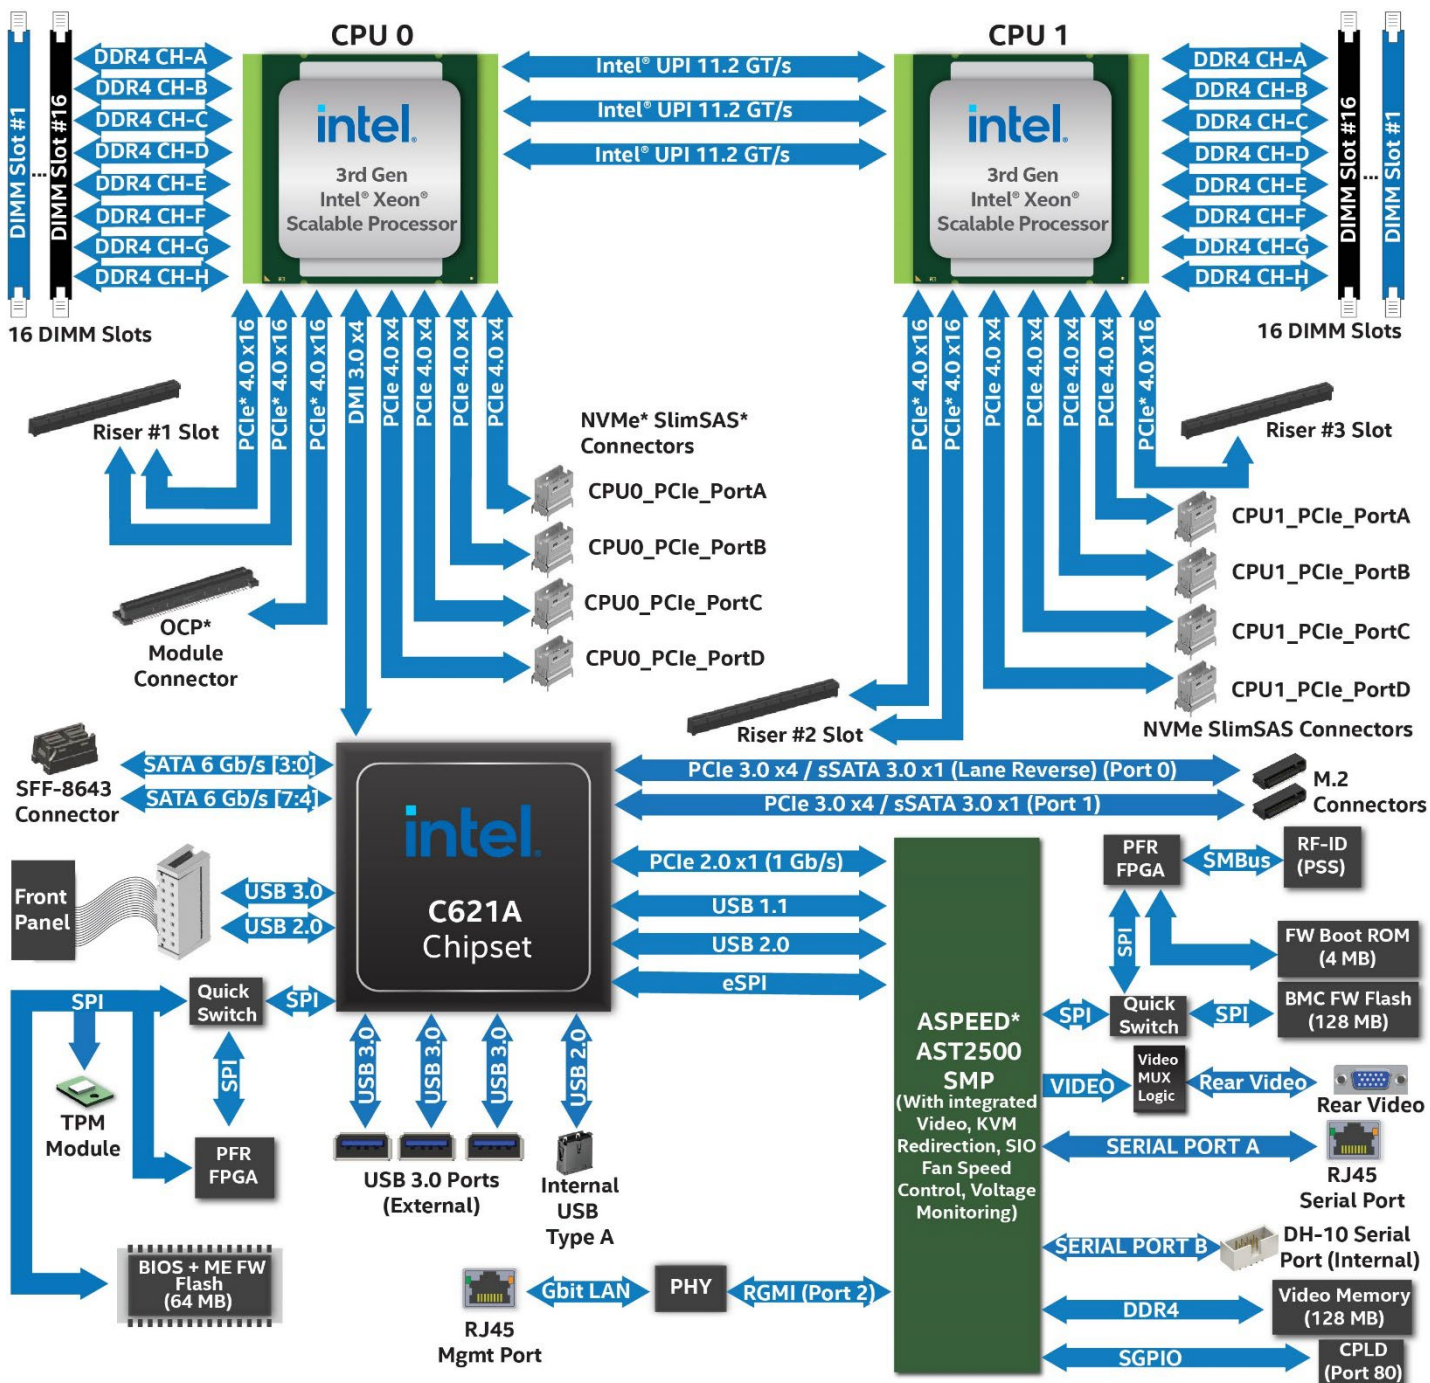 CPU 0
CPU 1
DIMM Slot #1
...
DIMM Slot #16
DDR4 CH-A
DDR4 CH-B
DDR4 CH-C
DDR4 CH-D
DDR4 CH-E
DDR4 CH-F
DDR4 CH-G
DDR4 CH-H
16 DIMM Slots
intel.
3rd Gen
Intel® Xeon®
Scalable Processor
Intel® UPI 11.2 GT/s
Intel® UPI 11.2 GT/s
Intel® UPI 11.2 GT/s
intel.
3rd Gen
Intel® Xeon®
Scalable Processor
DDR4 CH-A
DDR4 CH-B
DDR4 CH-C
DDR4 CH-D
DDR4 CH-E
DDR4 CH-F
DDR4 CH-G
DDR4 CH-H
DIMM Slot #16
...
DIMM Slot #1
16 DIMM Slots
PCIe* 4.0 x16
PCIe* 4.0 x16
PCIe* 4.0 x16
DMI 3.0 x4
PCIe 4.0 x4
PCIe 4.0 x4
PCIe 4.0 x4
PCIe 4.0 x4
PCIe* 4.0 x16
PCIe* 4.0 x16
PCIe 4.0 x4
PCIe 4.0 x4
PCIe 4.0 x4
PCIe 4.0 x4
PCIe 4.0 x16
Riser #1 Slot
OCP*
Module
Connector
NVMe* SlimSAS*
Connectors
CPU0_PCIe_PortA
CPU0_PCIe_PortB
CPU0_PCIe_PortC
CPU0_PCIe_PortD
Riser #3 Slot
CPU1_PCIe_PortA
CPU1_PCIe_PortB
CPU1_PCIe_PortC
CPU1_PCIe_PortD
NVMe SlimSAS Connectors
Riser #2 Slot
SFF-8643
Connector
SATA 6 Gb/s [3:0]
SATA 6 Gb/s [7:4]
intel.
C621A
Chipset
PCIe 3.0 x4 / sSATA 3.0 x1 (Lane Reverse) (Port 0)
PCIe 3.0 x4 / sSATA 3.0 x1 (Port 1)
M.2
Connectors
Front
Panel
USB 3.0
USB 2.0
PCIe 2.0 x1 (1 Gb/s)
USB 1.1
USB 2.0
eSPI
SPI
Quick
Switch
SPI
SPI
TPM
Module
PFR
FPGA
BIOS + ME FW
Flash
(64 MB)
USB 3.0
USB 3.0
USB 3.0
USB 2.0
USB 3.0 Ports
(External)
Internal
USB
Type A
RJ45
Mgmt Port
Gbit LAN
PHY
RGMI (Port 2)
ASPEED*
AST2500
SMP
(With integrated
Video, KVM
Redirection, SIO
Fan Speed
Control, Voltage
Monitoring)
PFR
FPGA
SMBus
RF-ID
(PSS)
SPI
FW Boot ROM
(4 MB)
SPI
Quick
Switch
SPI
BMC FW Flash
(128 MB)
VIDEO
Video
MUX
Logic
Rear Video
Rear Video
SERIAL PORT A
RJ45
Serial Port
SERIAL PORT B
DH-10 Serial
Port (Internal)
DDR4
Video Memory
(128 MB)
SGPIO
CPLD
(Port 80)